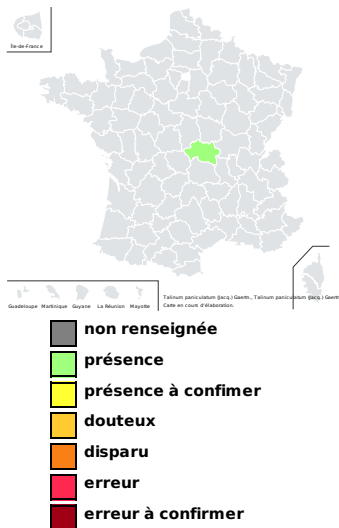 Île-de-France
Guadeloupe Martinique Guyane La Réunion Mayotte
Talinum paniculatum (Jacq.) Gaertn., Talinum paniculatum (Jacq.) Gaertn
Carte en cours d'élaboration.
non renseignée
présence
présence à confimer
douteux
disparu
erreur
erreur à confirmer